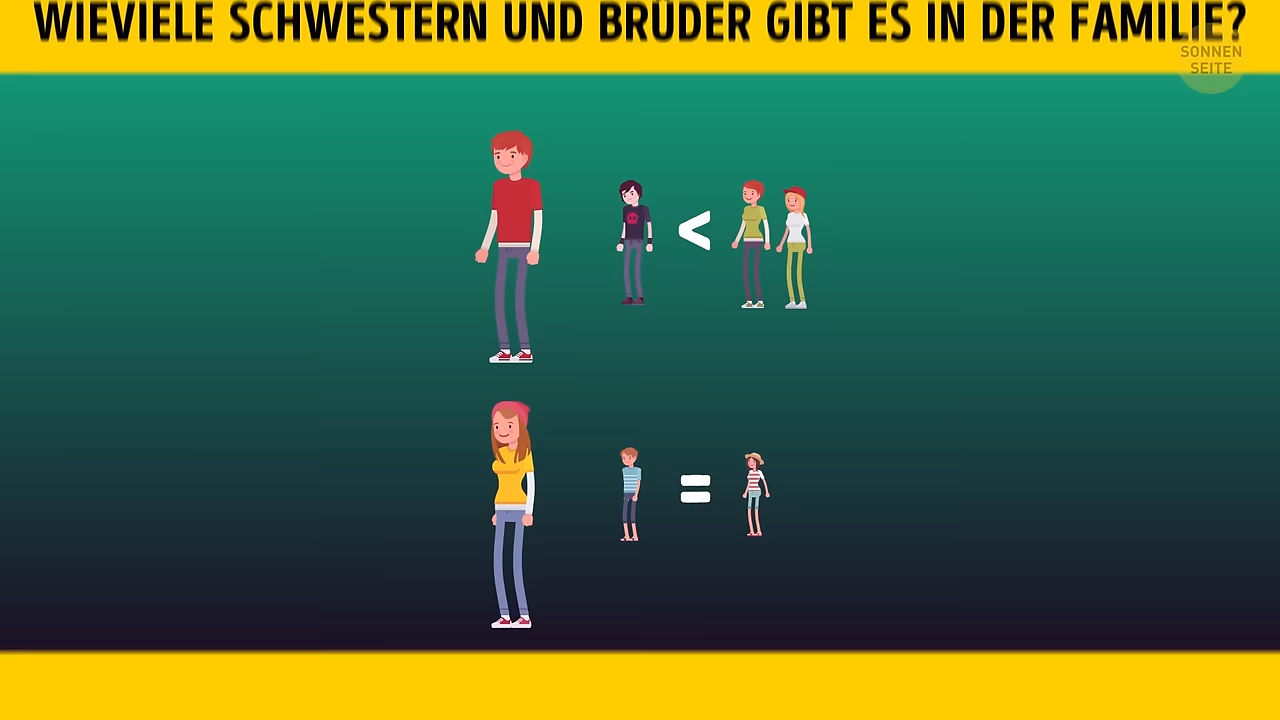 WIEVIELE SCHWESTERN UND BRÜDER GIBT ES IN DER FAMILIE?
SONNEN
SEITE
<
=